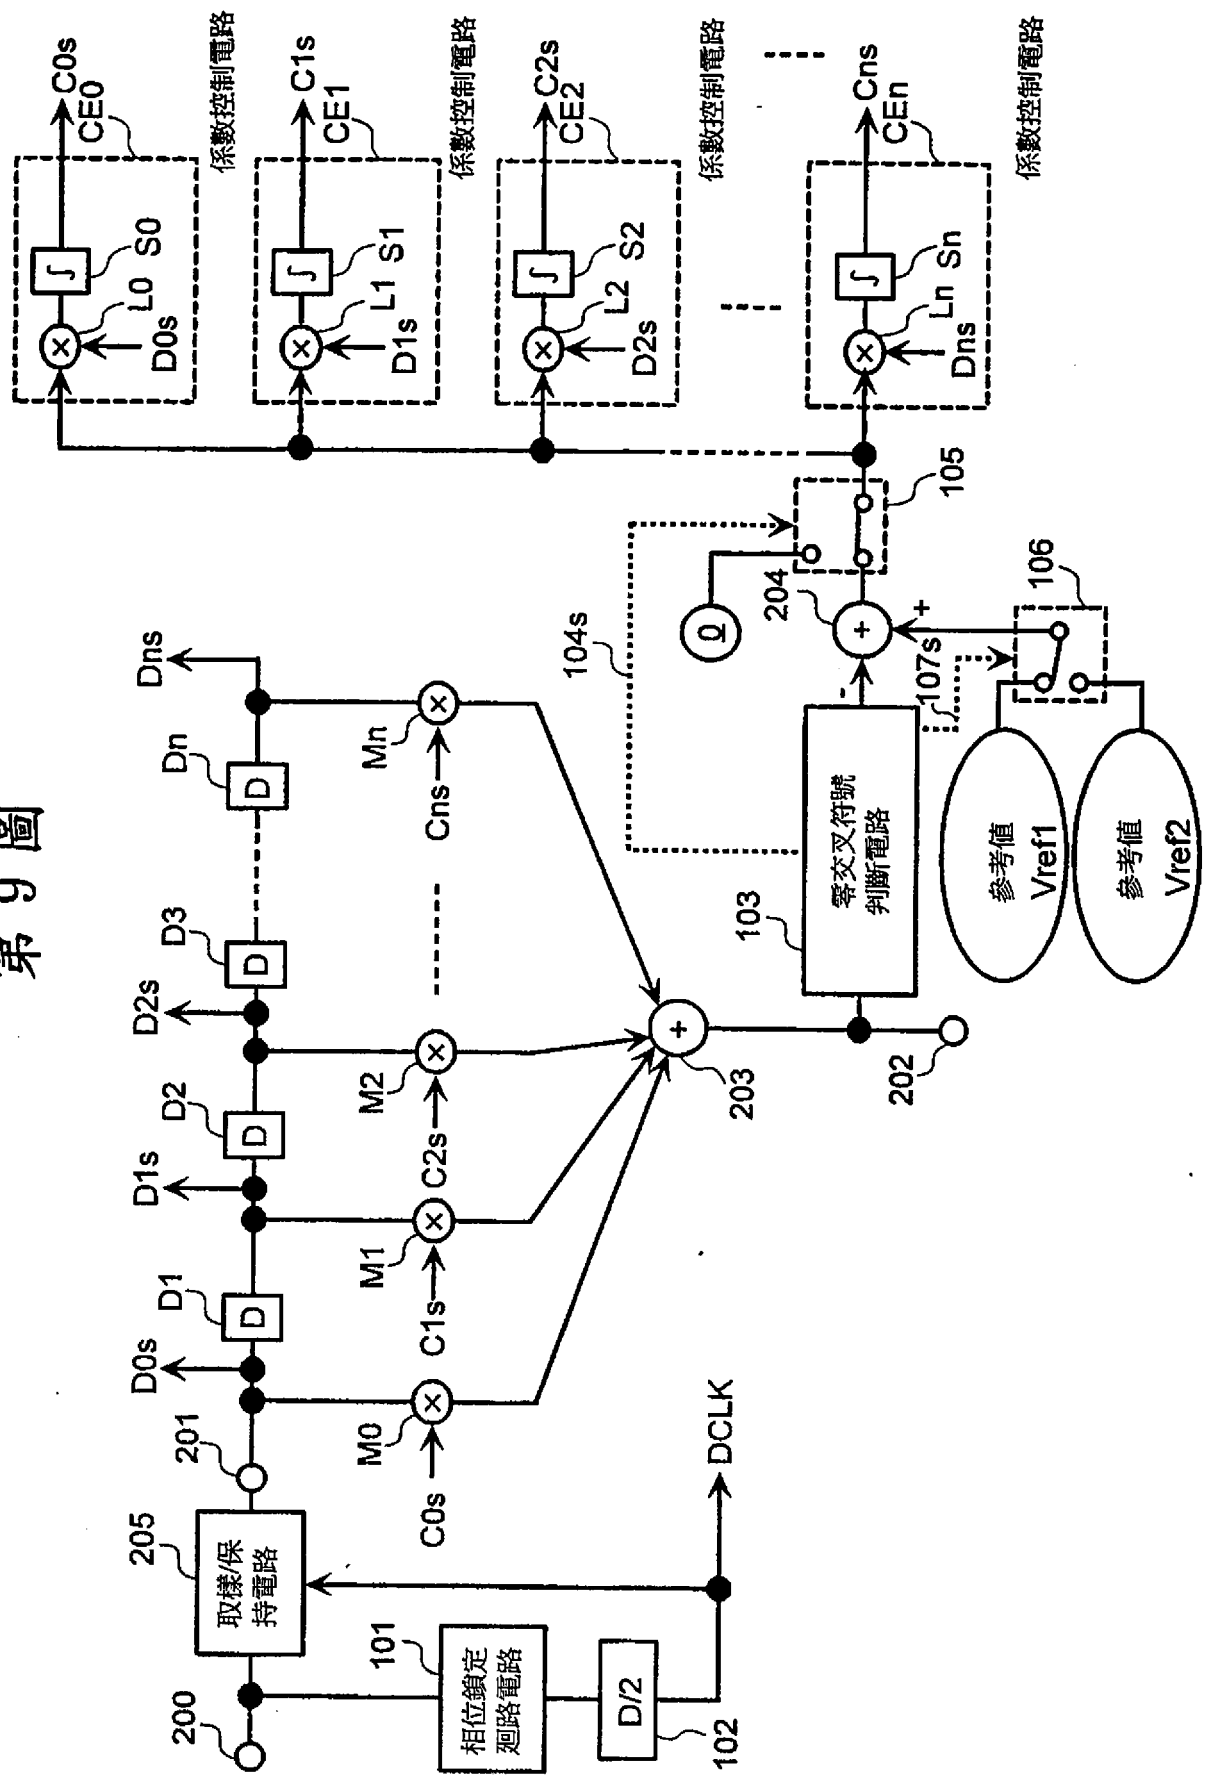 第 9 圖
200
205
取樣/保
持電路
201
D0s
D1
D
D1s
D2
D
D2s
D3
D
Dn
D
Dns
101
相位鎖定
廻路電路
102
D/2
DCLK
M0
×
C0s
M1
×
C1s
M2
×
C2s
Mn
×
Cns
203
+
202
103
零交叉符號
判斷電路
104s
0
204
+
-
+
107s
105
106
參考值
Vref1
參考值
Vref2
C0s
CE0
∫
S0
L0
×
D0s
係數控制電路
C1s
CE1
∫
S1
L1
×
D1s
係數控制電路
C2s
CE2
∫
S2
L2
×
D2s
係數控制電路
Cns
CEn
∫
Sn
Ln
×
Dns
係數控制電路